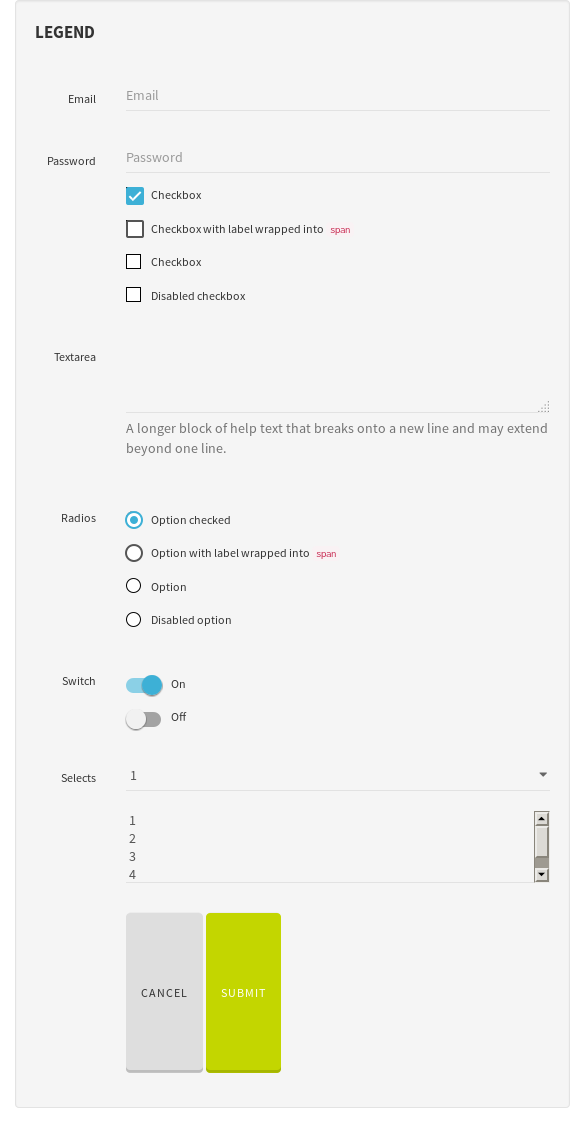 LEGEND
Email Email
Password Password
Checkbox
Checkbox with label wrapped into span
Checkbox
Disabled checkbox
Textarea
A longer block of help text that breaks onto a new line and may extend
beyond one line.
Radios Option checked
Option with label wrapped into span
Option
Disabled option
Switch On
Off
Selects 1
1
2
3
4
CANCEL SUBMIT